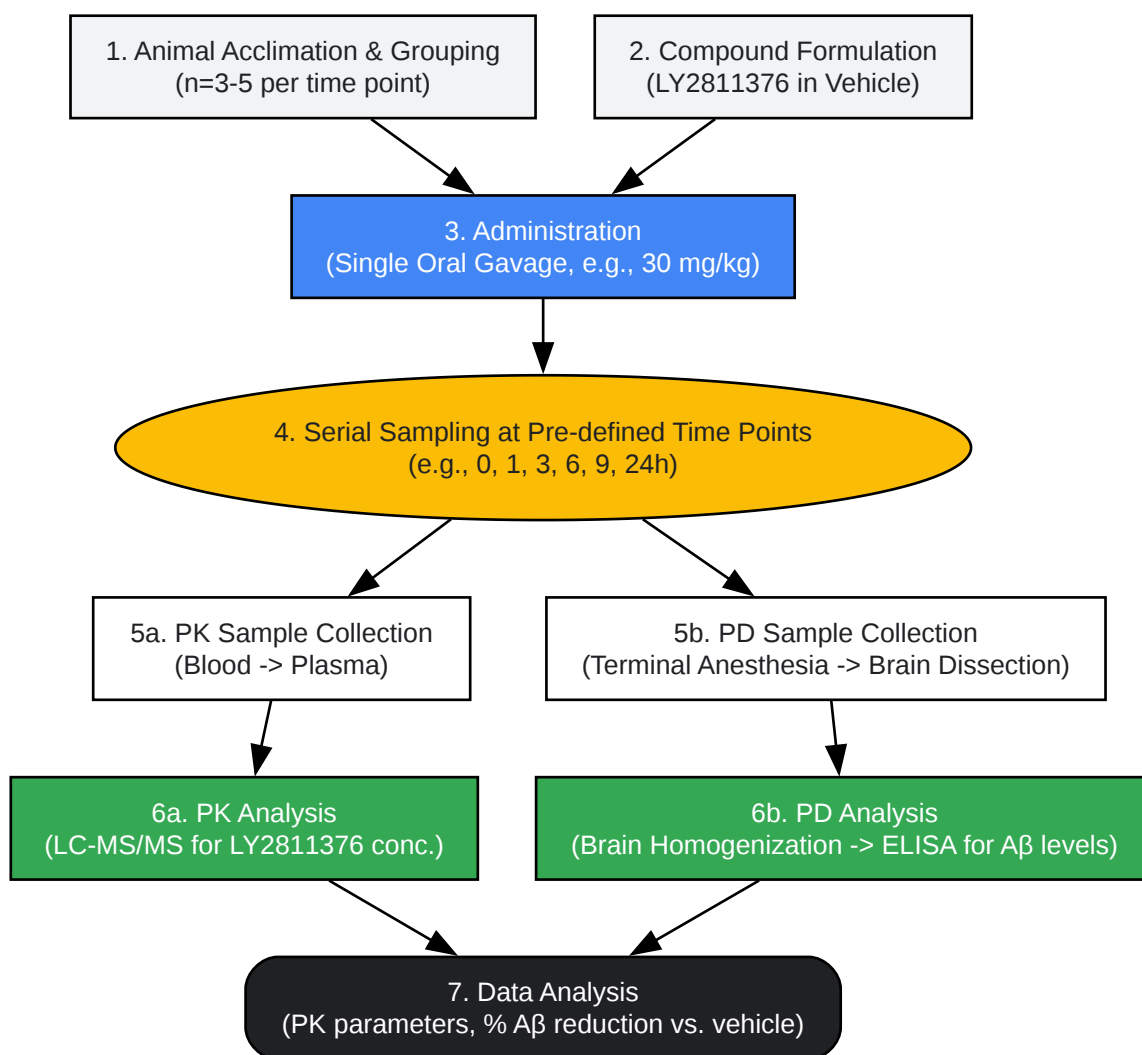 1. Animal Acclimation & Grouping
(n=3-5 per time point)
2. Compound Formulation
(LY2811376 in Vehicle)
3. Administration
(Single Oral Gavage, e.g., 30 mg/kg)
4. Serial Sampling at Pre-defined Time Points
(e.g., 0, 1, 3, 6, 9, 24h)
5a. PK Sample Collection
(Blood -> Plasma)
5b. PD Sample Collection
(Terminal Anesthesia -> Brain Dissection)
6a. PK Analysis
(LC-MS/MS for LY2811376 conc.)
6b. PD Analysis
(Brain Homogenization -> ELISA for Aβ levels)
7. Data Analysis
(PK parameters, % Aβ reduction vs. vehicle)